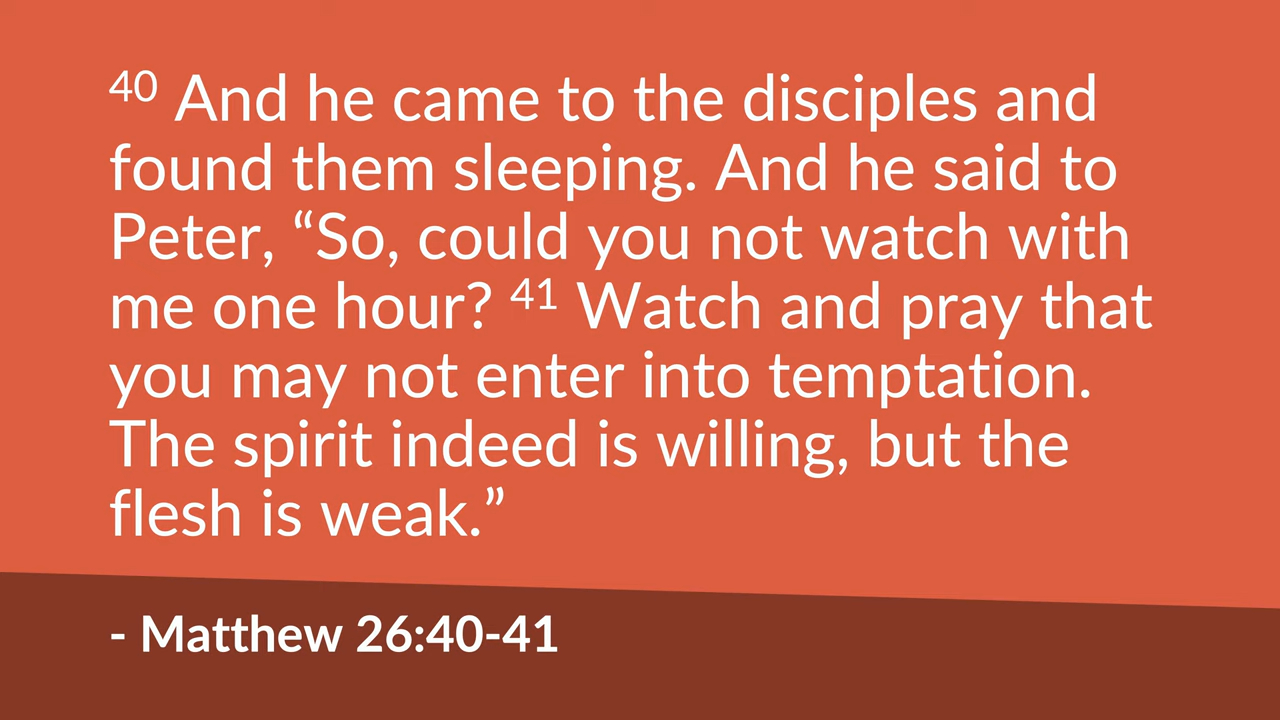 40 And he came to the disciples and
found them sleeping. And he said to
Peter, “So, could you not watch with
me one hour? 41 Watch and pray that
you may not enter into temptation.
The spirit indeed is willing, but the
flesh is weak.”
- Matthew 26:40-41